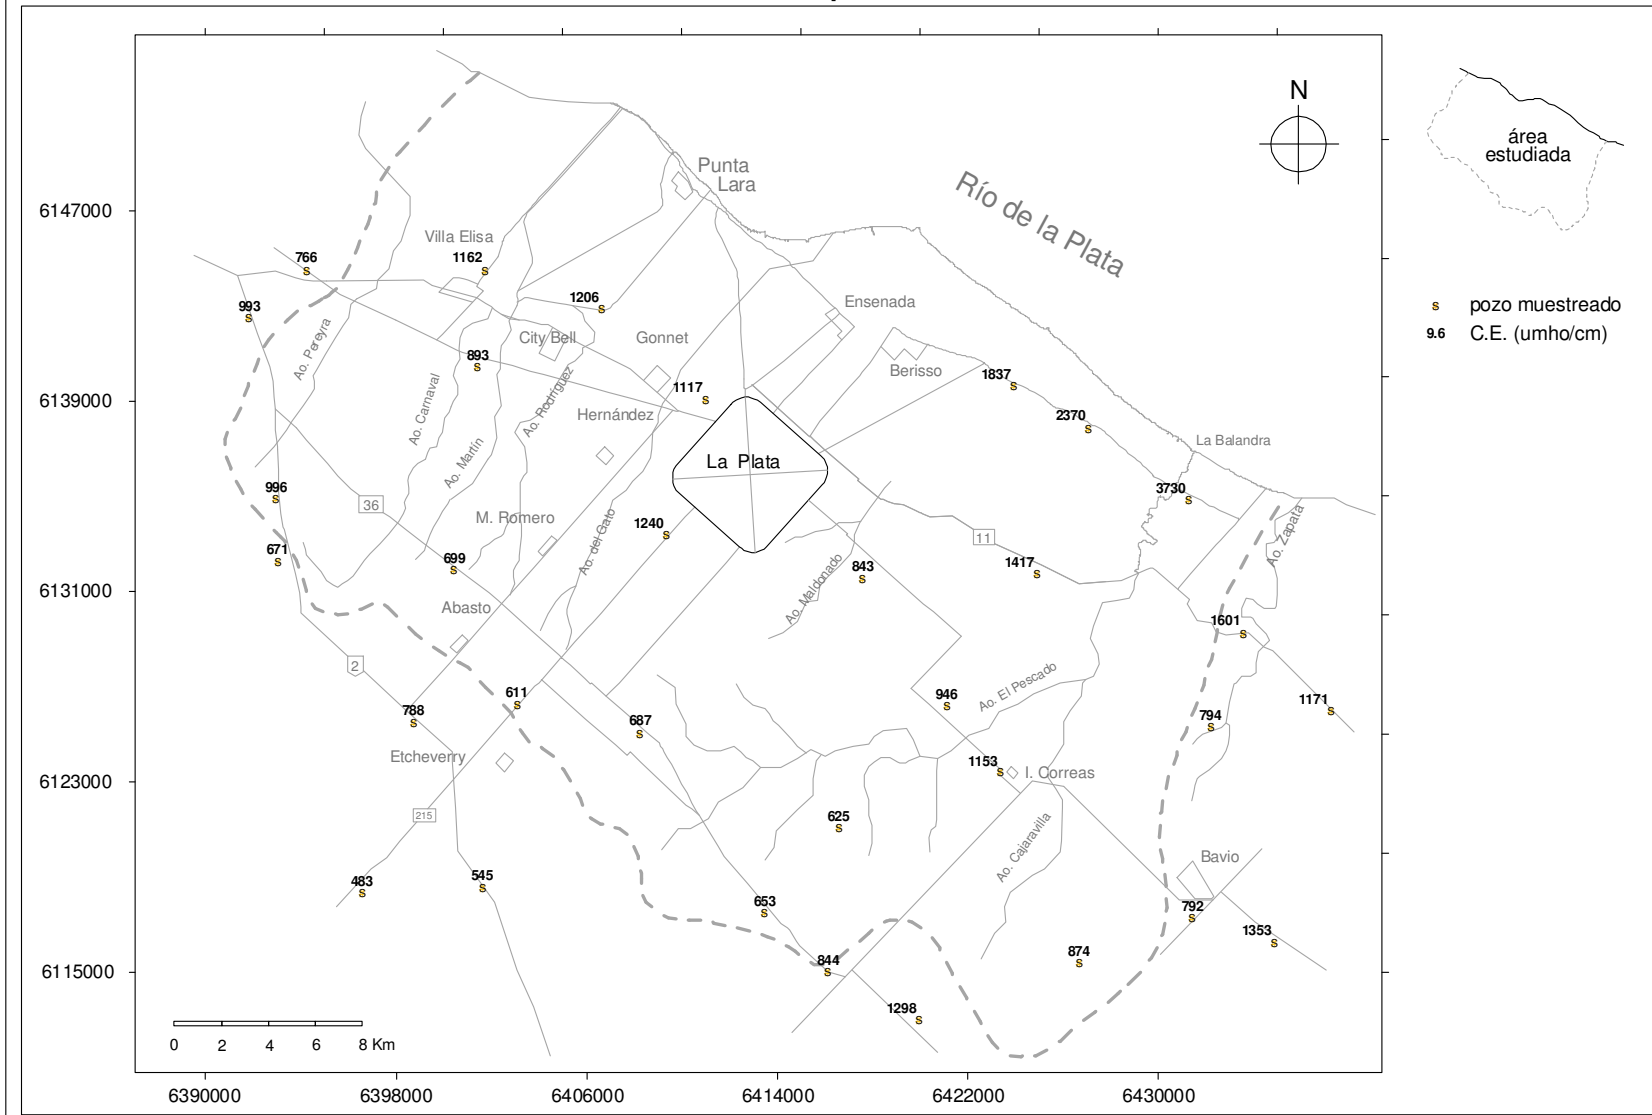 N
Punta
Lara
Río de la Plata
área
estudiada
6147000
Villa Elisa
766
1162
993
1206
Ensenada
S pozo muestreado
9.6 C.E. (umho/cm)
City Bell
Gonnet
Ao. Pereyra
893
Berisso
1837
1117
6139000
Ao. Carnaval
Ao. Rodríguez
Hernández
2370
La Balandra
Ao. Martín
La Plata
996
36
3730
M. Romero
1240
Ao. del Gato
11
Ao. Zapata
671
699
843
1417
6131000
Ao. Maldonado
Abasto
1601
2
611
946
Ao. El Pescado
1171
788
687
794
Etcheverry
1153
I. Correas
6123000
215
625
Ao. Cajaravilla
Bavio
483
545
653
792
1353
844
874
6115000
1298
0 2 4 6 8 Km
6390000 6398000 6406000 6414000 6422000 6430000